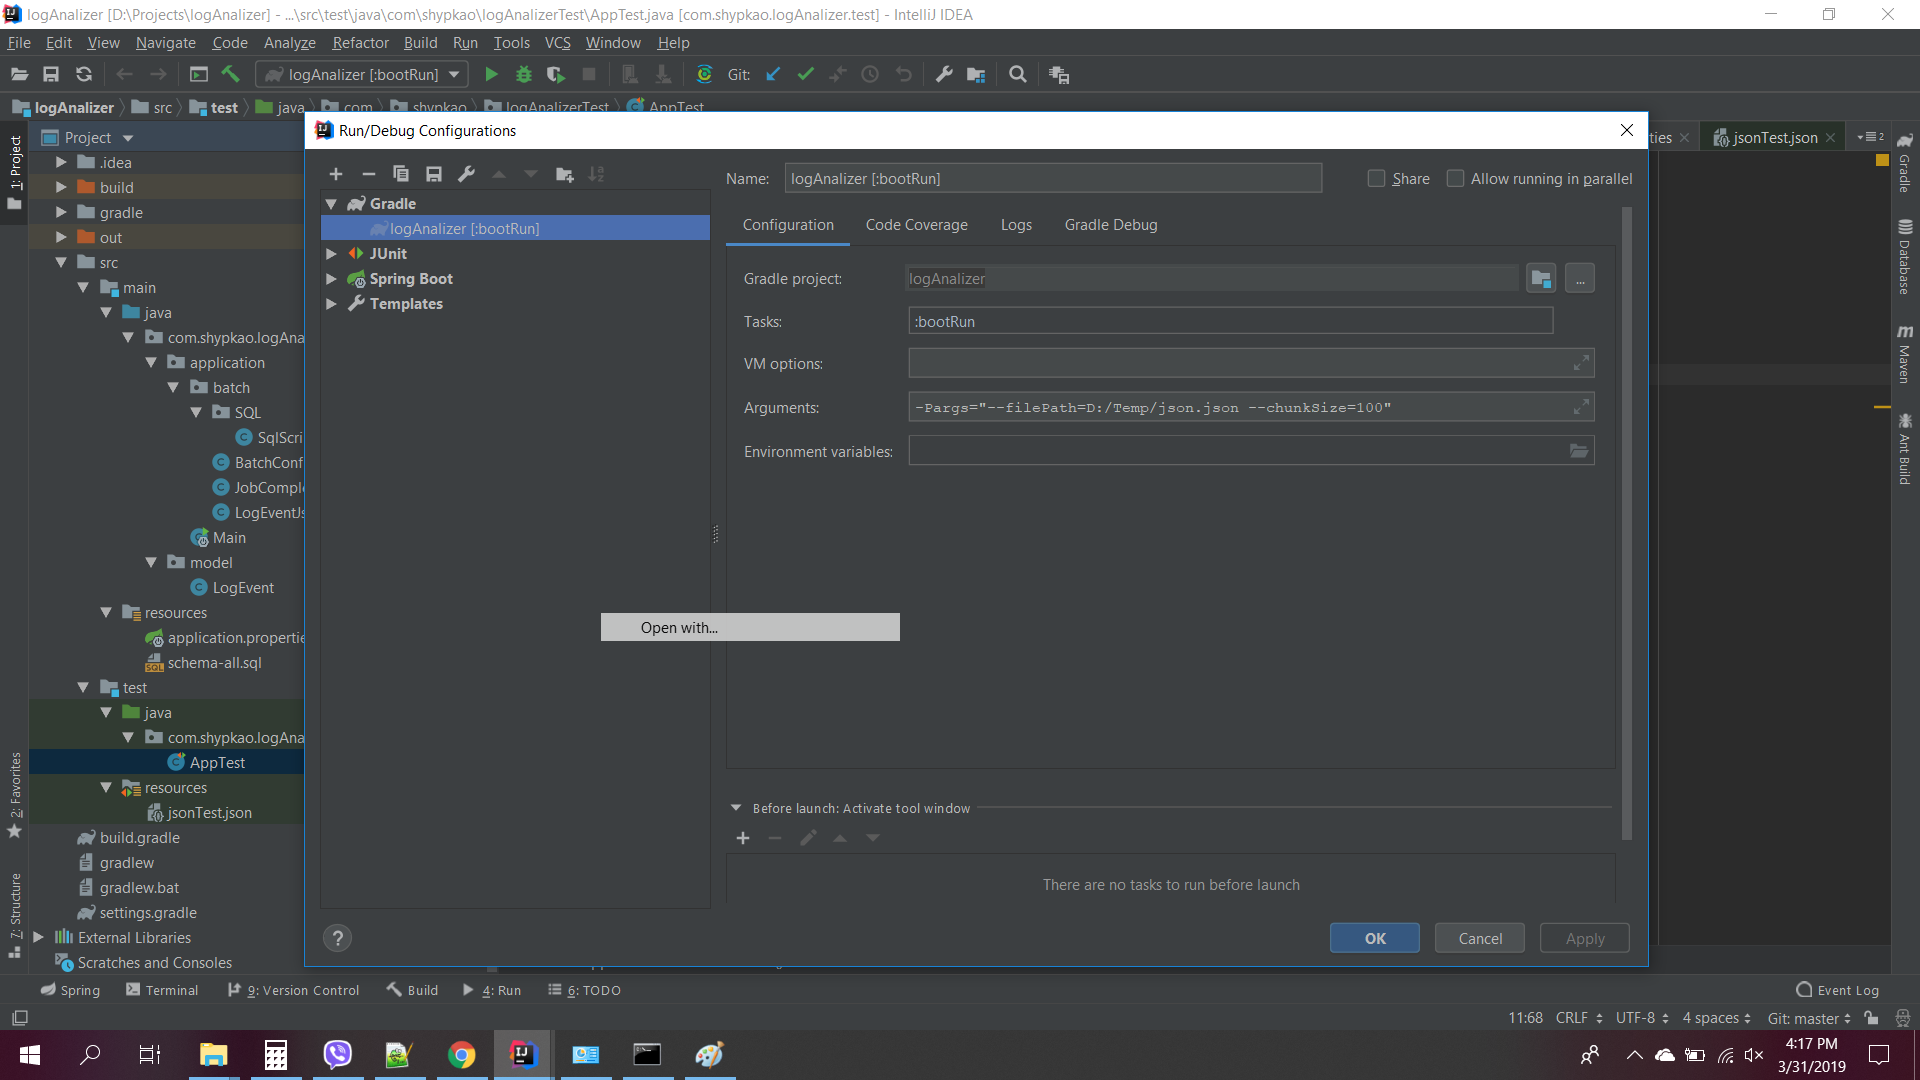 logAnalizer [D:\Projects\logAnalizer] - ...\src\test\java\com\shypkao\logAnalizerTest\AppTest.java [com.shypkao.logAnalizer.test] - IntelliJ IDEA
File Edit View Navigate Code Analyze Refactor Build Run Tools VCS Window Help
logAnalizer [:bootRun] Git:
logAnalizer src test java com shypkao logAnalizerTest AppTest
Project
ties jsonTest.json 2
1: Project
2: Favorites
7: Structure
.idea
build
gradle
out
src
main
java
com.shypkao.logAna
application
batch
SQL
SqlScri
BatchConf
JobComple
LogEventJs
Main
model
LogEvent
resources
application.propertie
schema-all.sql
test
java
com.shypkao.logAna
AppTest
resources
jsonTest.json
build.gradle
gradlew
gradlew.bat
settings.gradle
External Libraries
Scratches and Consoles
Run/Debug Configurations
Gradle
logAnalizer [:bootRun]
JUnit
Spring Boot
Templates
Name: logAnalizer [:bootRun] Share Allow running in parallel
Configuration Code Coverage Logs Gradle Debug
Gradle project: logAnalizer ...
Tasks: :bootRun
VM options:
Arguments: -Pargs="--filePath=D:/Temp/json.json --chunkSize=100"
Environment variables:
Open with...
Before launch: Activate tool window
There are no tasks to run before launch
? OK Cancel Apply
Gradle
Database
Maven
Ant Build
Spring Terminal 9: Version Control Build 4: Run 6: TODO Event Log
11:68 CRLF UTF-8 4 spaces Git: master
4:17 PM
3/31/2019